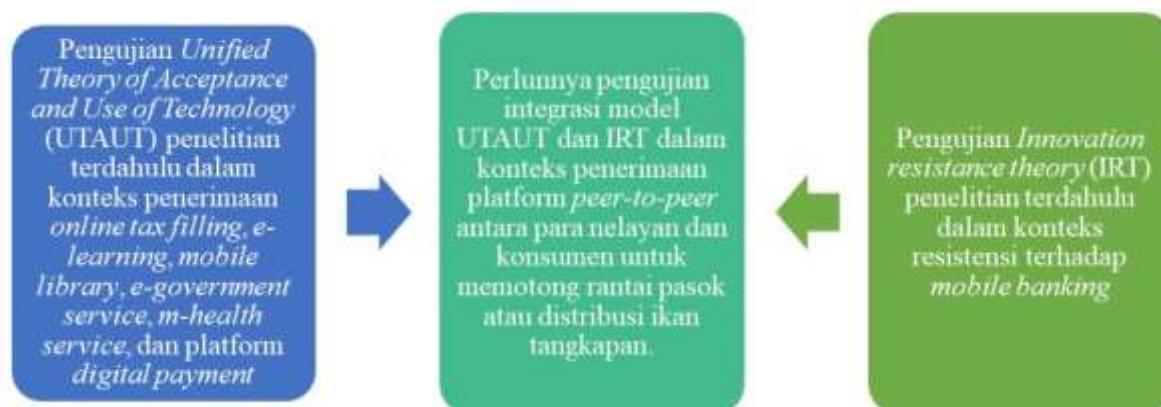 Pengujian Unified
Theory of Acceptance
and Use of Technology
(UTAUT) penelitian
terdahulu dalam
konteks penerimaan
online tax filling, e-
learning, mobile
library, e-government
service, m-health
service, dan platform
digital payment
Perlunnya pengujian
integrasi model
UTAUT dan IRT dalam
konteks penerimaan
platform peer-to-peer
antara para nelayan dan
konsumen untuk
memotong rantai pasok
atau distribusi ikan
tangkapan.
Pengujian Innovation
resistance theory (IRT)
penelitian terdahulu
dalam konteks
resistensi terhadap
mobile banking